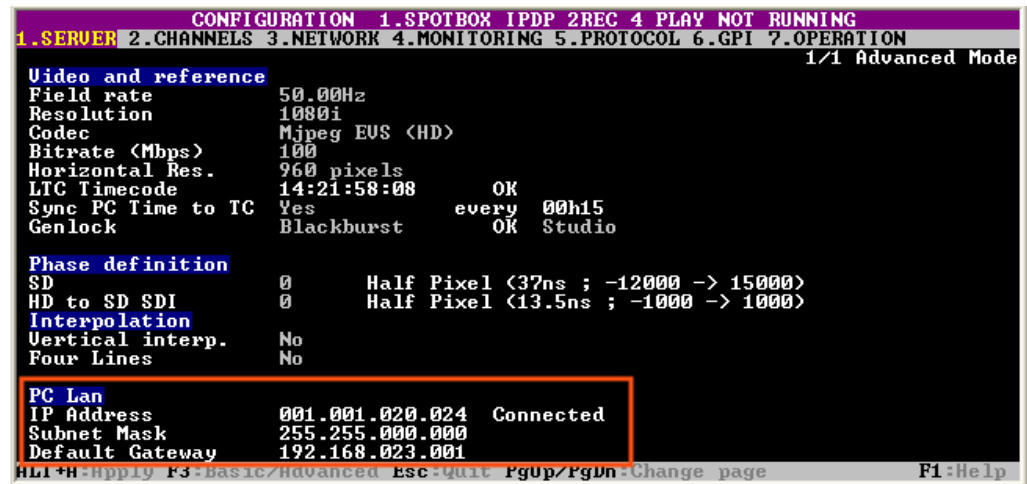 CONFIGURATION 1.SPOTBOX IPDP 2REC 4 PLAY NOT RUNNING
1.SERVER 2.CHANNELS 3.NETWORK 4.MONITORING 5.PROTOCOL 6.GPI 7.OPERATION
1/1 Advanced Mode
Video and reference
Field rate 50.00Hz
Resolution 1080i
Codec Mjpeg EVS (HD)
Bitrate (Mbps) 100
Horizontal Res. 960 pixels
LTC Timecode 14:21:58:08 OK
Sync PC Time to TC Yes every 00h15
Genlock Blackburst OK Studio
Phase definition
SD 0 Half Pixel (37ns ; -12000 -> 15000)
HD to SD SDI 0 Half Pixel (13.5ns ; -1000 -> 1000)
Interpolation
Vertical interp. No
Four Lines No
PC Lan
IP Address 001.001.020.024 Connected
Subnet Mask 255.255.000.000
Default Gateway 192.168.023.001
ALT+A:Apply F3:Basic/Advanced Esc:Quit PgUp/PgDn:Change page F1:Help